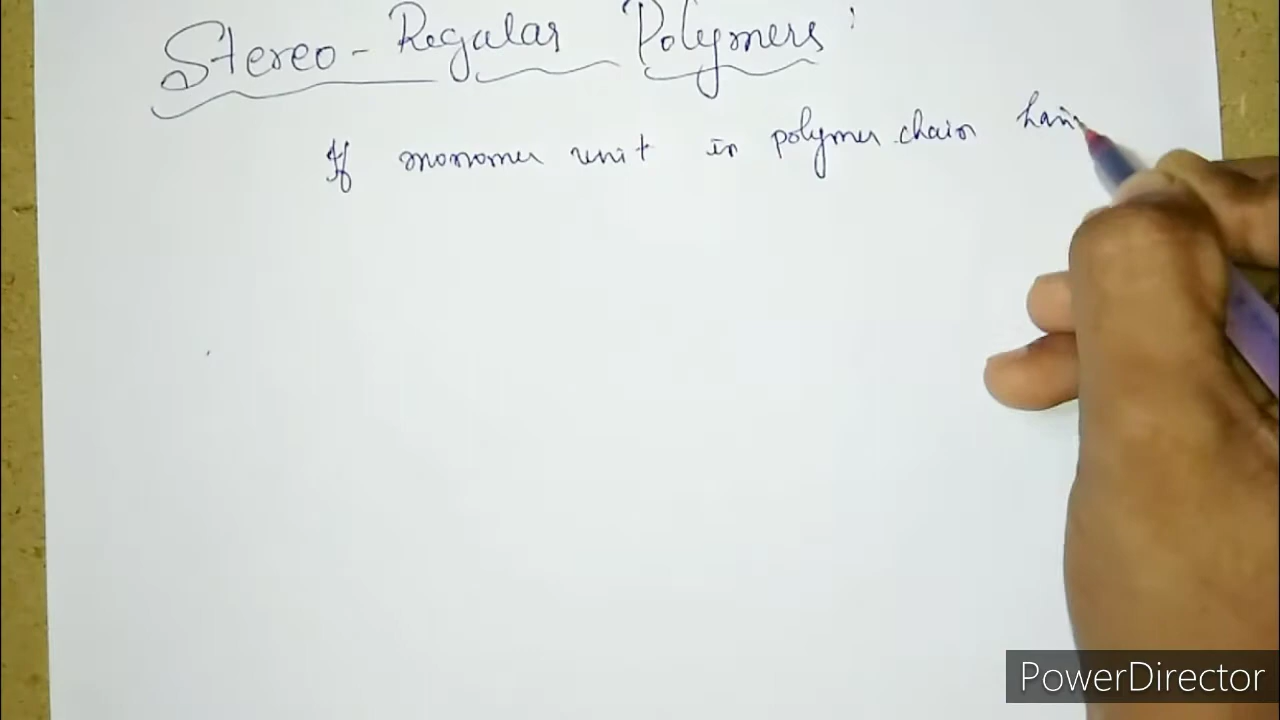 Stereo-Regular Polymers :
If monomer unit in polymer chain
PowerDirector